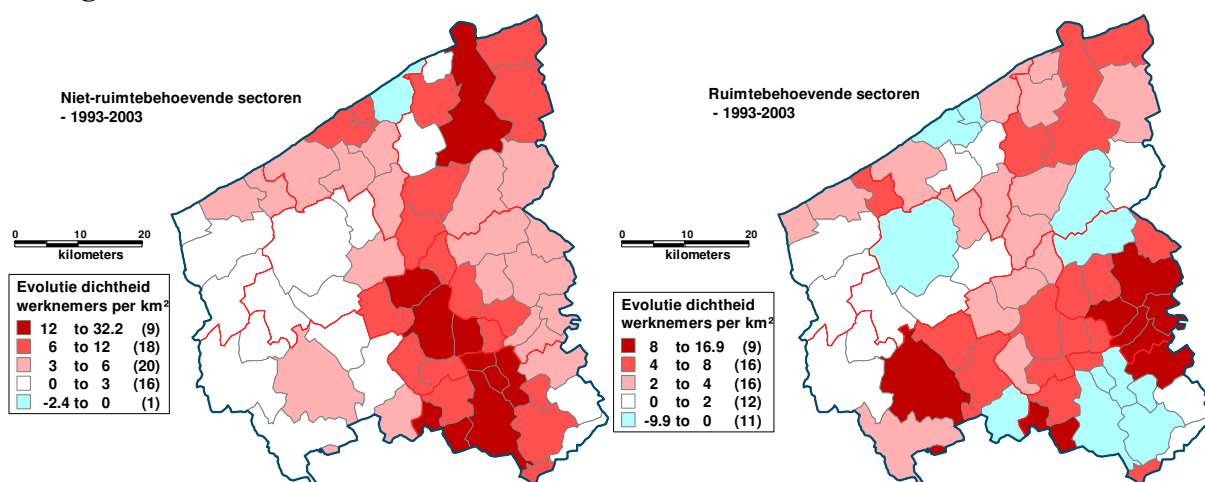 Niet-ruimtebehoevende sectoren
- 1993-2003
0 10 20
kilometers
Evolutie dichtheid
werknemers per km²
12 to 32.2 (9)
6 to 12 (18)
3 to 6 (20)
0 to 3 (16)
-2.4 to 0 (1)
Ruimtebehoevende sectoren
- 1993-2003
0 10 20
kilometers
Evolutie dichtheid
werknemers per km²
8 to 16.9 (9)
4 to 8 (16)
2 to 4 (16)
0 to 2 (12)
-9.9 to 0 (11)